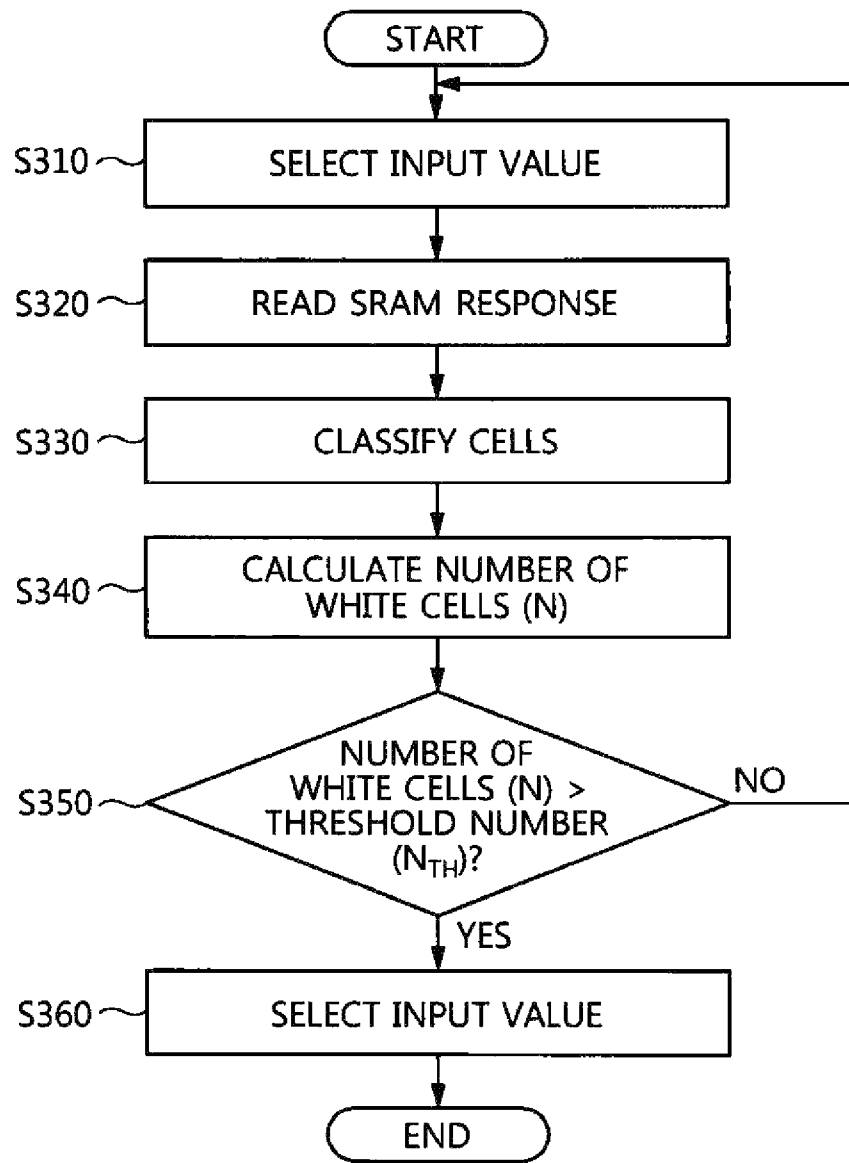 START
S310
SELECT INPUT VALUE
S320
READ SRAM RESPONSE
S330
CLASSIFY CELLS
S340
CALCULATE NUMBER OF
WHITE CELLS (N)
S350
NUMBER OF
WHITE CELLS (N) >
THRESHOLD NUMBER
(N_TH)?
NO
YES
S360
SELECT INPUT VALUE
END